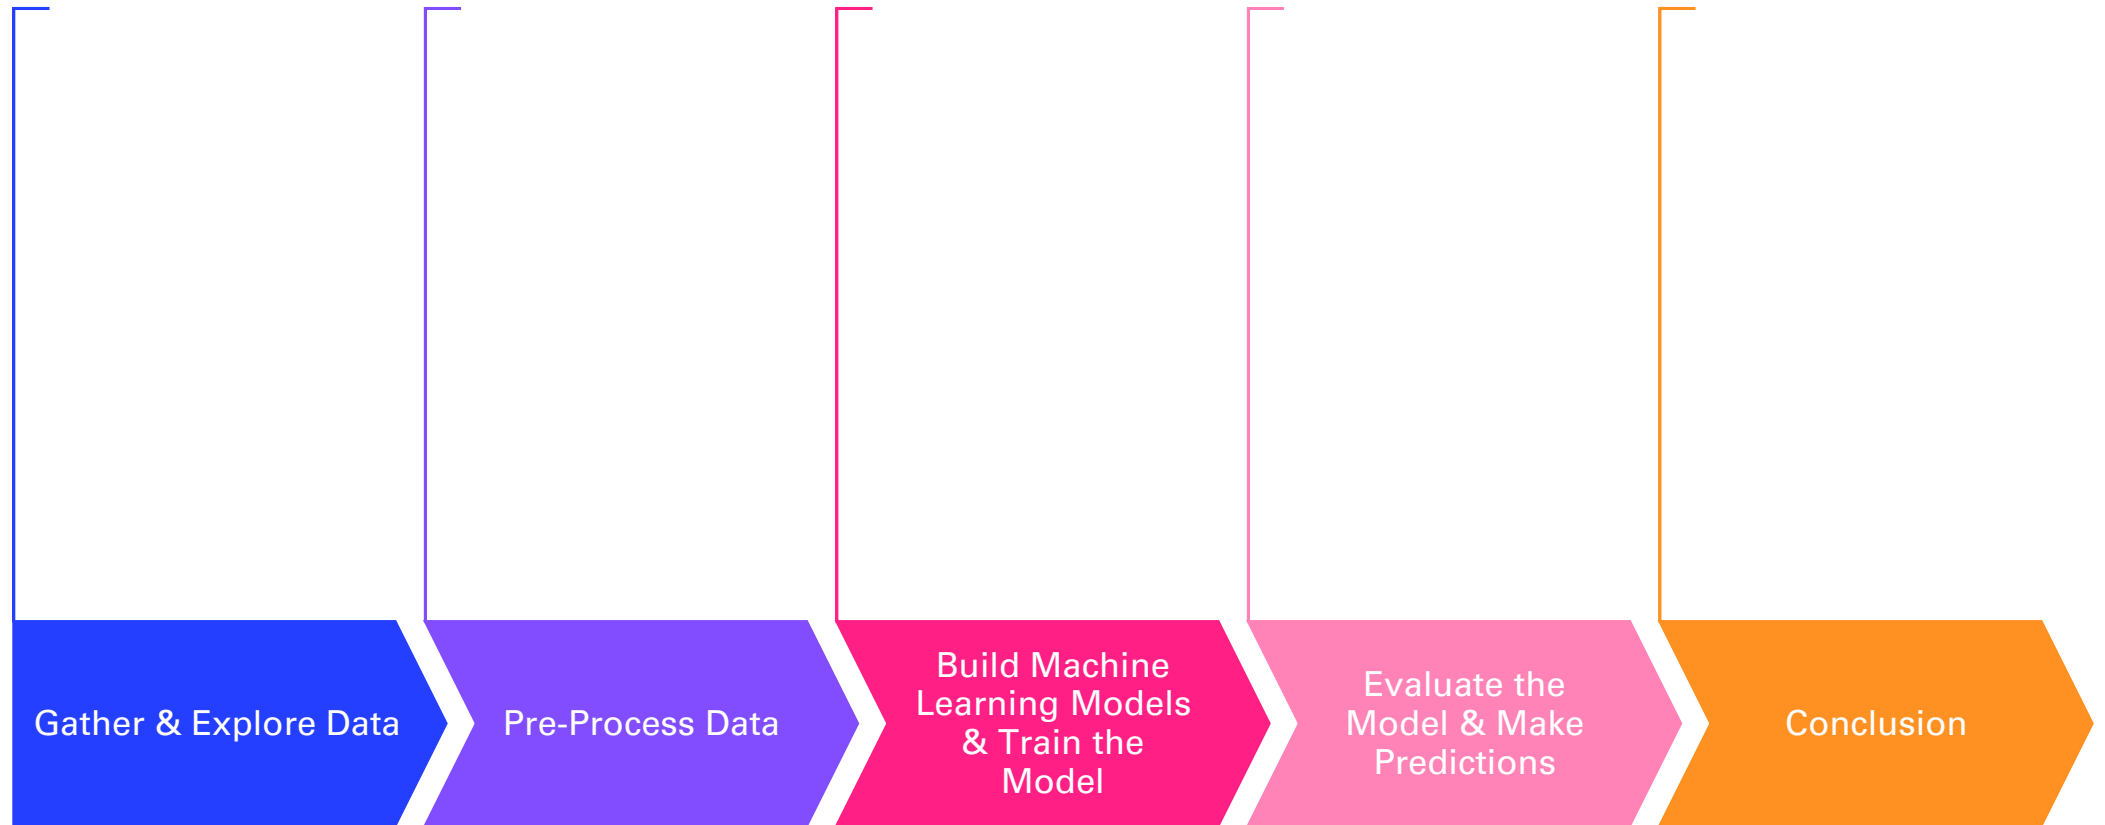 Gather & Explore Data
Pre-Process Data
Build Machine
Learning Models
& Train the
Model
Evaluate the
Model & Make
Predictions
Conclusion